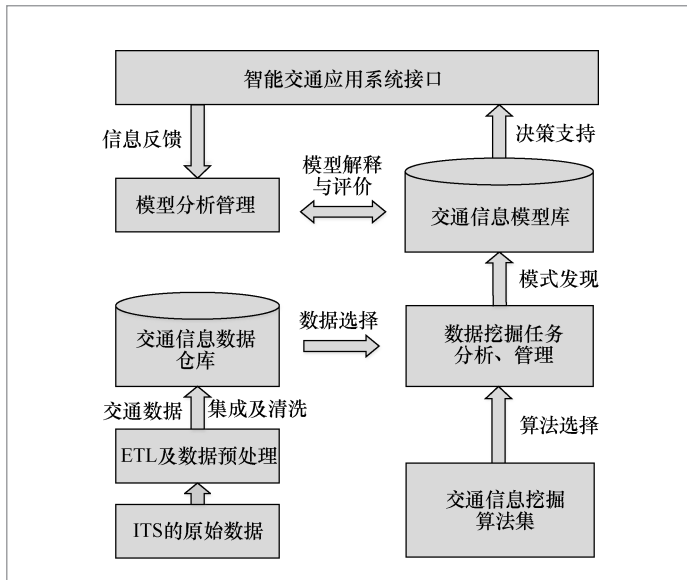 智能交通应用系统接口
信息反馈
决策支持
模型解释
与评价
模型分析管理
交通信息模型库
模式发现
交通信息数据
仓库
数据选择
数据挖掘任务
分析、管理
交通数据
集成及清洗
算法选择
ETL及数据预处理
交通信息挖掘
算法集
ITS的原始数据